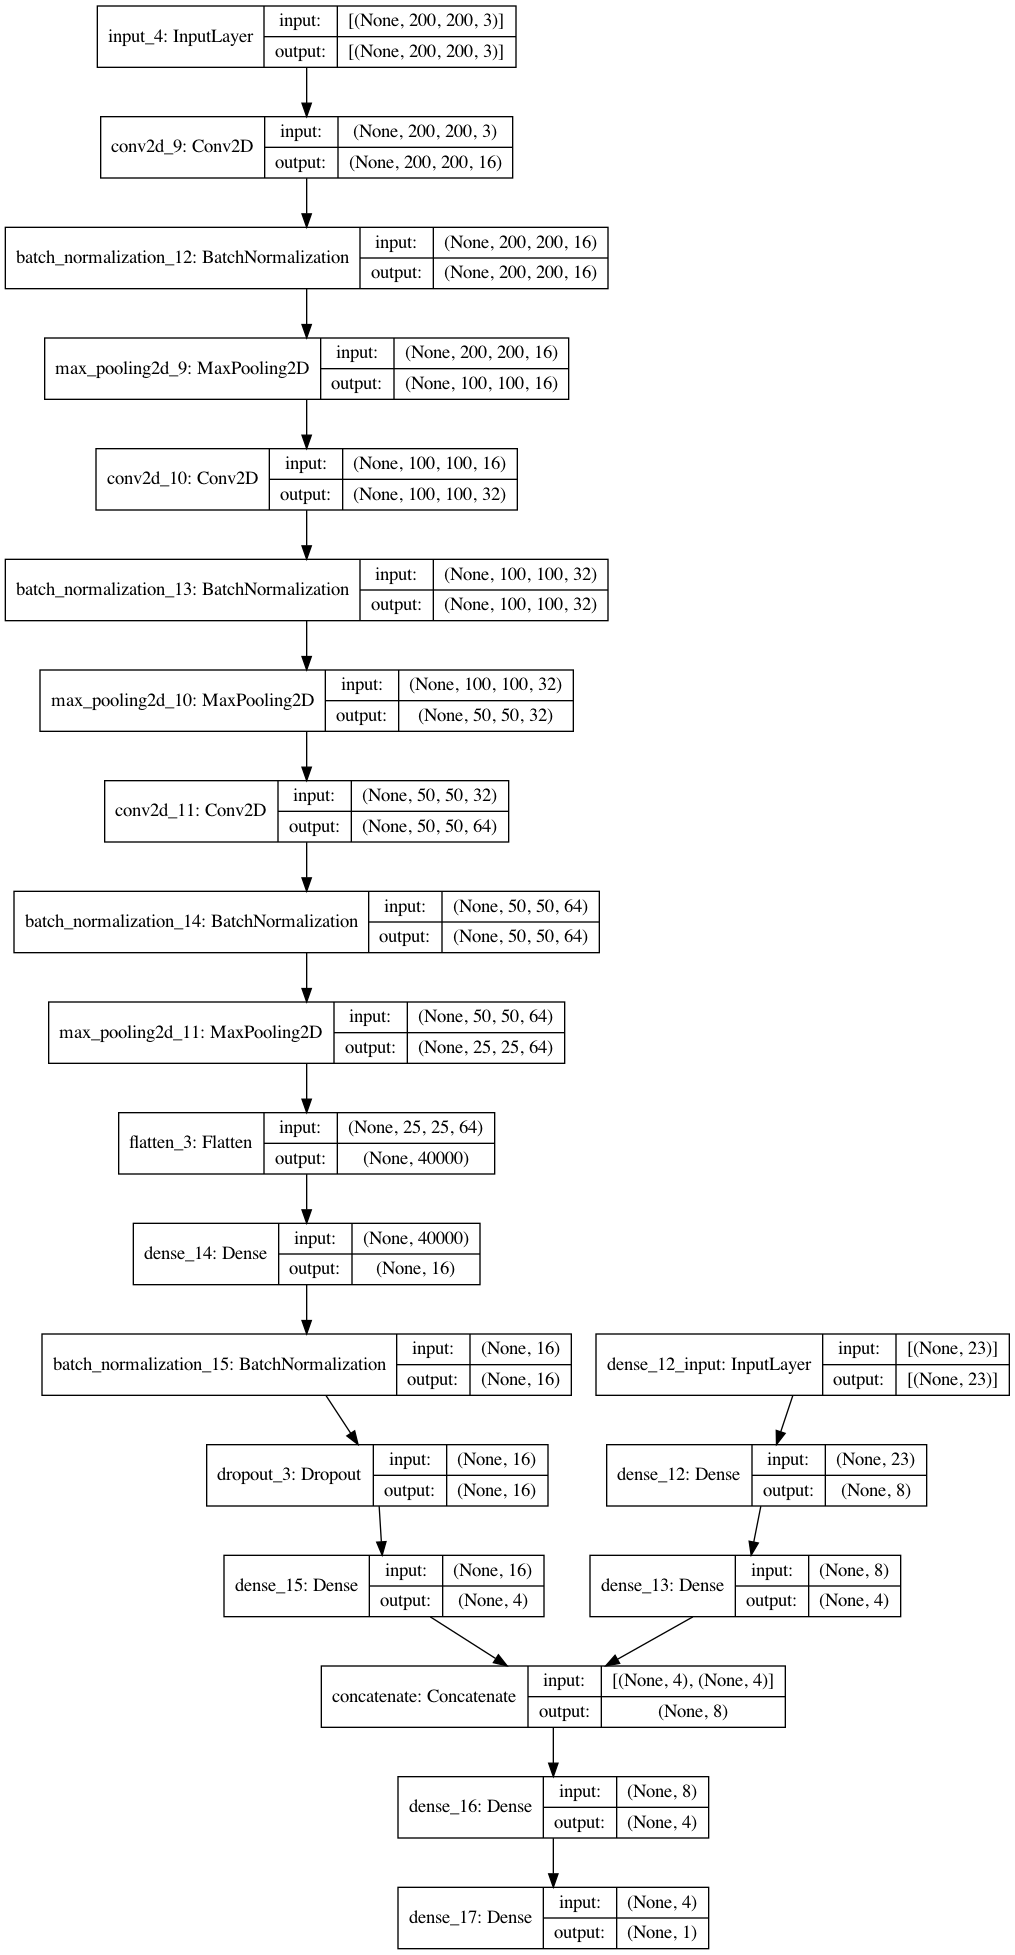 input_4: InputLayer
input: [(None, 200, 200, 3)]
output: [(None, 200, 200, 3)]
conv2d_9: Conv2D
input: (None, 200, 200, 3)
output: (None, 200, 200, 16)
batch_normalization_12: BatchNormalization
input: (None, 200, 200, 16)
output: (None, 200, 200, 16)
max_pooling2d_9: MaxPooling2D
input: (None, 200, 200, 16)
output: (None, 100, 100, 16)
conv2d_10: Conv2D
input: (None, 100, 100, 16)
output: (None, 100, 100, 32)
batch_normalization_13: BatchNormalization
input: (None, 100, 100, 32)
output: (None, 100, 100, 32)
max_pooling2d_10: MaxPooling2D
input: (None, 100, 100, 32)
output: (None, 50, 50, 32)
conv2d_11: Conv2D
input: (None, 50, 50, 32)
output: (None, 50, 50, 64)
batch_normalization_14: BatchNormalization
input: (None, 50, 50, 64)
output: (None, 50, 50, 64)
max_pooling2d_11: MaxPooling2D
input: (None, 50, 50, 64)
output: (None, 25, 25, 64)
flatten_3: Flatten
input: (None, 25, 25, 64)
output: (None, 40000)
dense_14: Dense
input: (None, 40000)
output: (None, 16)
batch_normalization_15: BatchNormalization
input: (None, 16)
output: (None, 16)
dense_12_input: InputLayer
input: [(None, 23)]
output: [(None, 23)]
dropout_3: Dropout
input: (None, 16)
output: (None, 16)
dense_12: Dense
input: (None, 23)
output: (None, 8)
dense_15: Dense
input: (None, 16)
output: (None, 4)
dense_13: Dense
input: (None, 8)
output: (None, 4)
concatenate: Concatenate
input: [(None, 4), (None, 4)]
output: (None, 8)
dense_16: Dense
input: (None, 8)
output: (None, 4)
dense_17: Dense
input: (None, 4)
output: (None, 1)